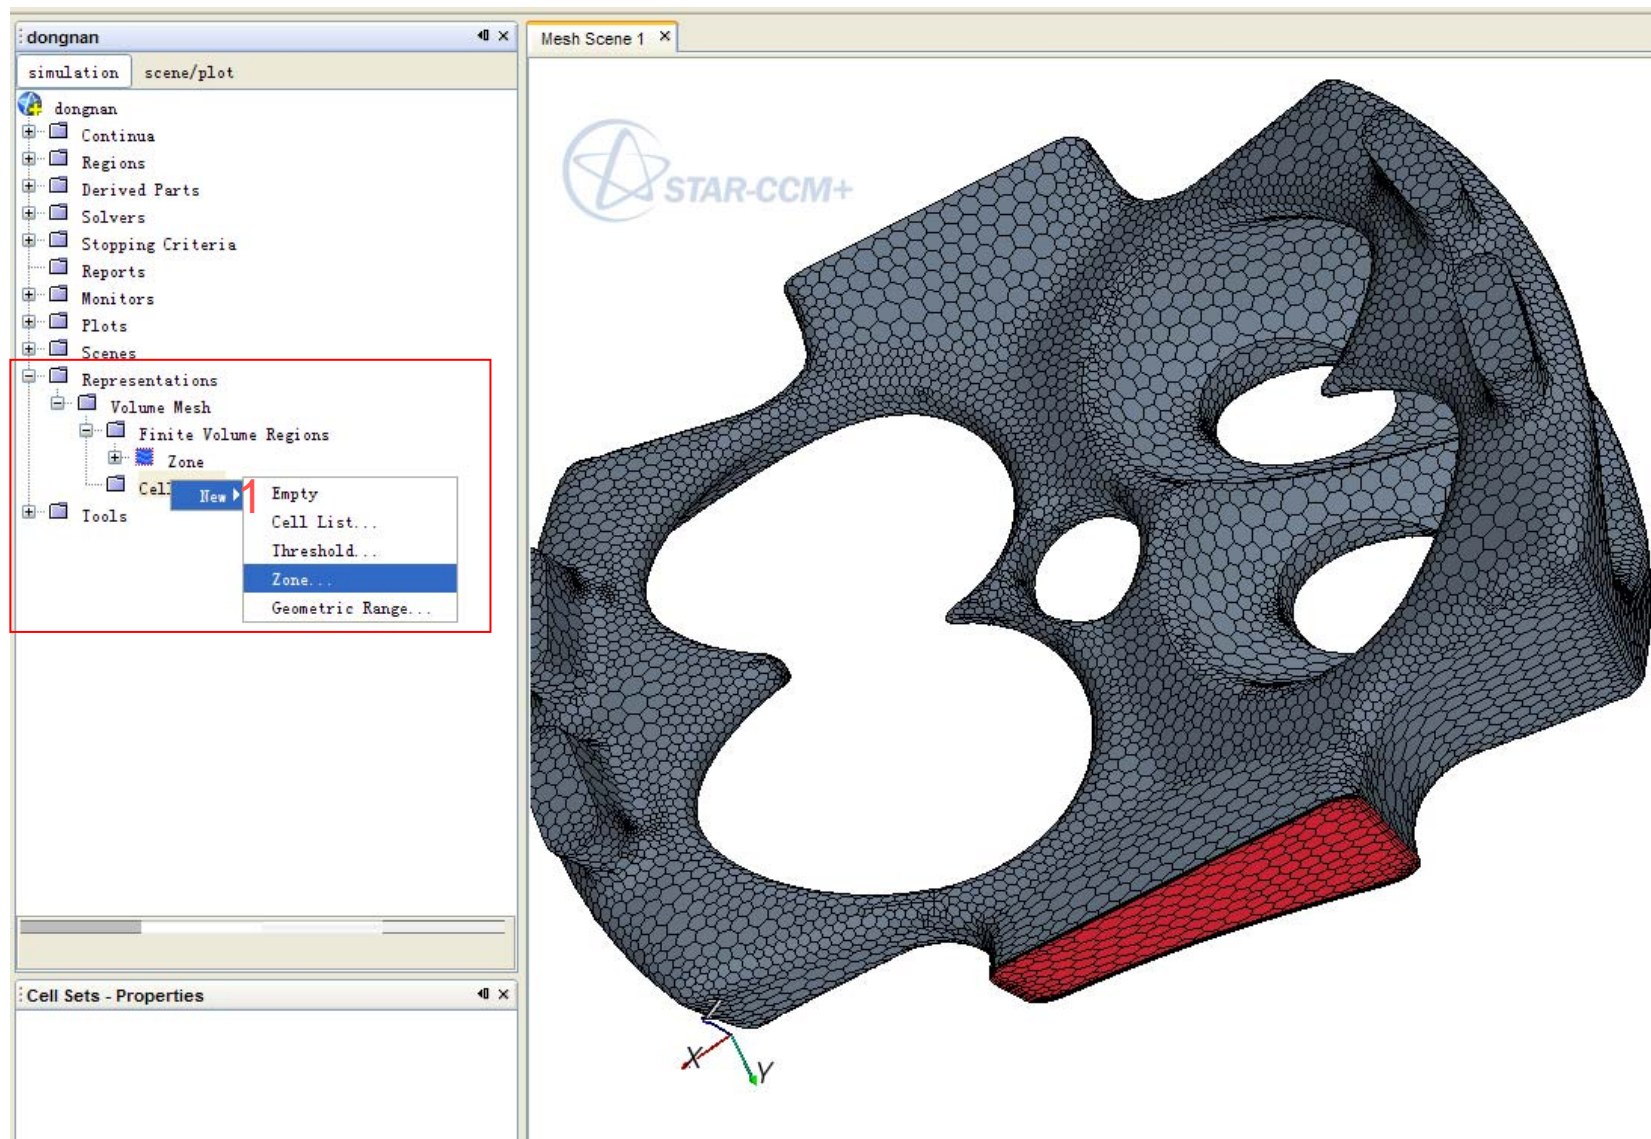 dongnan
Mesh Scene 1
simulation scene/plot
dongnan
Continua
Regions
Derived Parts
Solvers
Stopping Criteria
Reports
Monitors
Plots
Scenes
Representations
Volume Mesh
Finite Volume Regions
Zone
Cell
New
1
Empty
Cell List...
Threshold...
Zone...
Geometric Range...
Tools
Cell Sets - Properties
STAR-CCM+
Z
X
Y